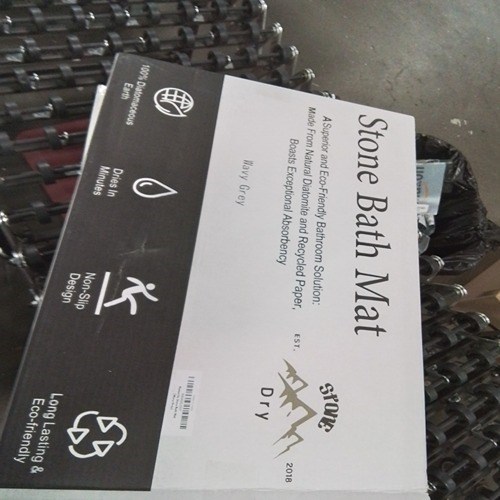 Stone Bath Mat
A Superior and Eco-Friendly Bathroom Solution:
Made From Natural Diatomite and Recycled Paper,
Boasts Exceptional Absorbency
Navy Grey
EST.
2018
Stone
Dry
100% Diatomaceous
Earth
Dries In
Minutes
Non-Slip
Design
Long Lasting &
Eco-friendly